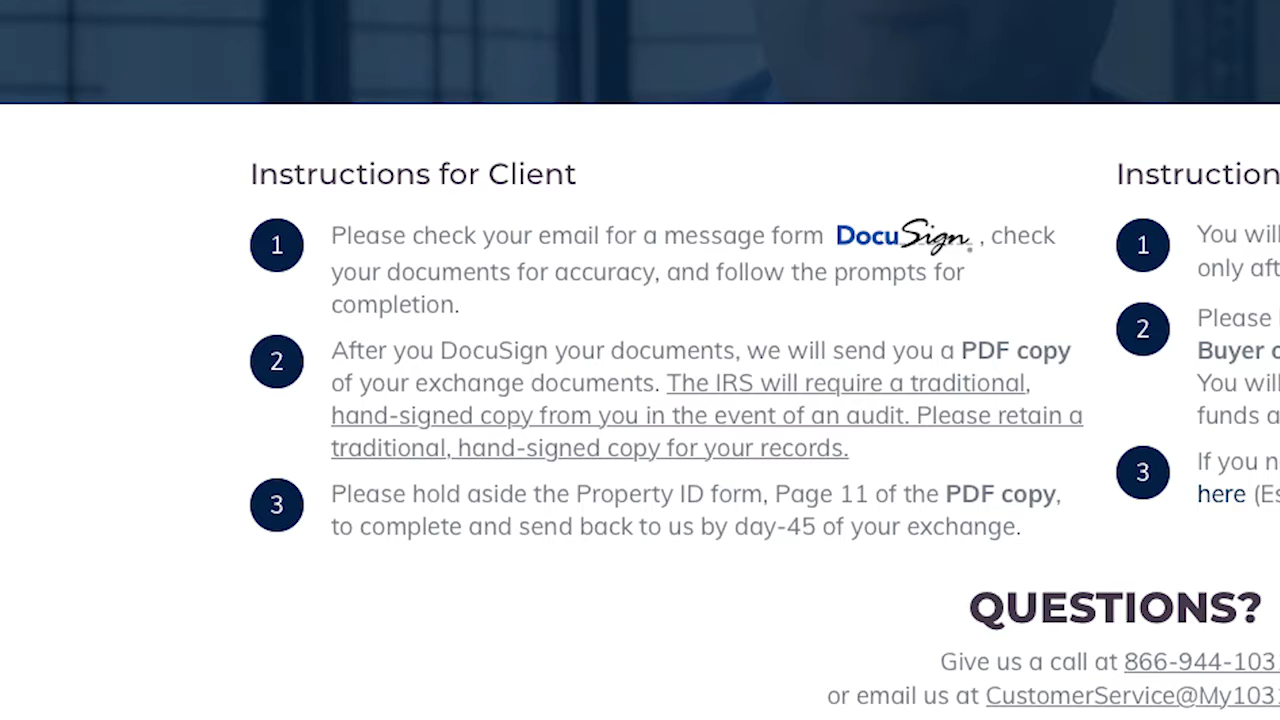 Instructions for Client
1
Please check your email for a message form DocuSign , check
your documents for accuracy, and follow the prompts for
completion.
2
After you DocuSign your documents, we will send you a PDF copy
of your exchange documents. The IRS will require a traditional,
hand-signed copy from you in the event of an audit. Please retain a
traditional, hand-signed copy for your records.
3
Please hold aside the Property ID form, Page 11 of the PDF copy,
to complete and send back to us by day-45 of your exchange.
Instruction
1
You will
only aft
2
Please
Buyer
You will
funds a
3
If you n
here (Es
QUESTIONS?
Give us a call at 866-944-103
or email us at CustomerService@My103